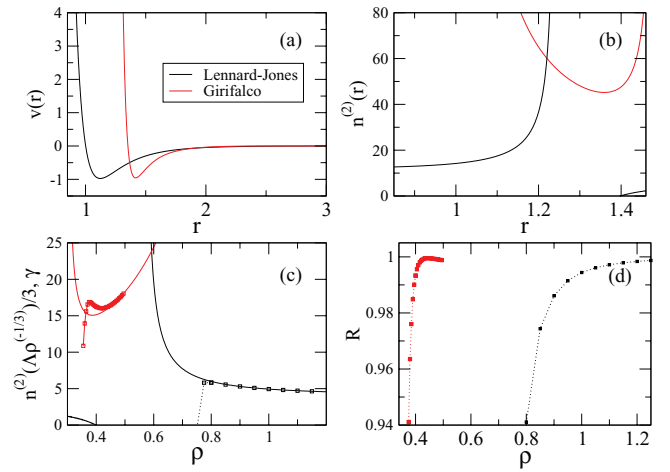 4
3
2
1
0
-1
v(r)
(a)
Lennard-Jones
Girifalco
1
2
3
r
80
60
40
20
0
n(2)(r)
(b)
1
1.2
1.4
r
25
20
15
10
5
0
n(2)(Λρ(-1/3))/3, γ
(c)
0.4
0.6
0.8
1
ρ
1
0.98
0.96
0.94
R
(d)
0.4
0.6
0.8
1
1.2
ρ